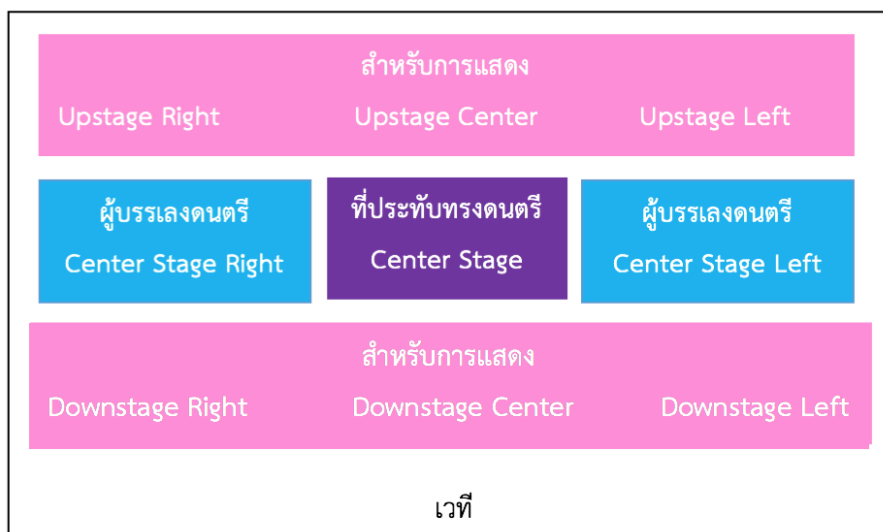 สำหรับการแสดง
Upstage Right Upstage Center Upstage Left
ผู้บรรเลงดนตรี ที่ประทับทรงดนตรี ผู้บรรเลงดนตรี
Center Stage Right Center Stage Center Stage Left
สำหรับการแสดง
Downstage Right Downstage Center Downstage Left
เวที